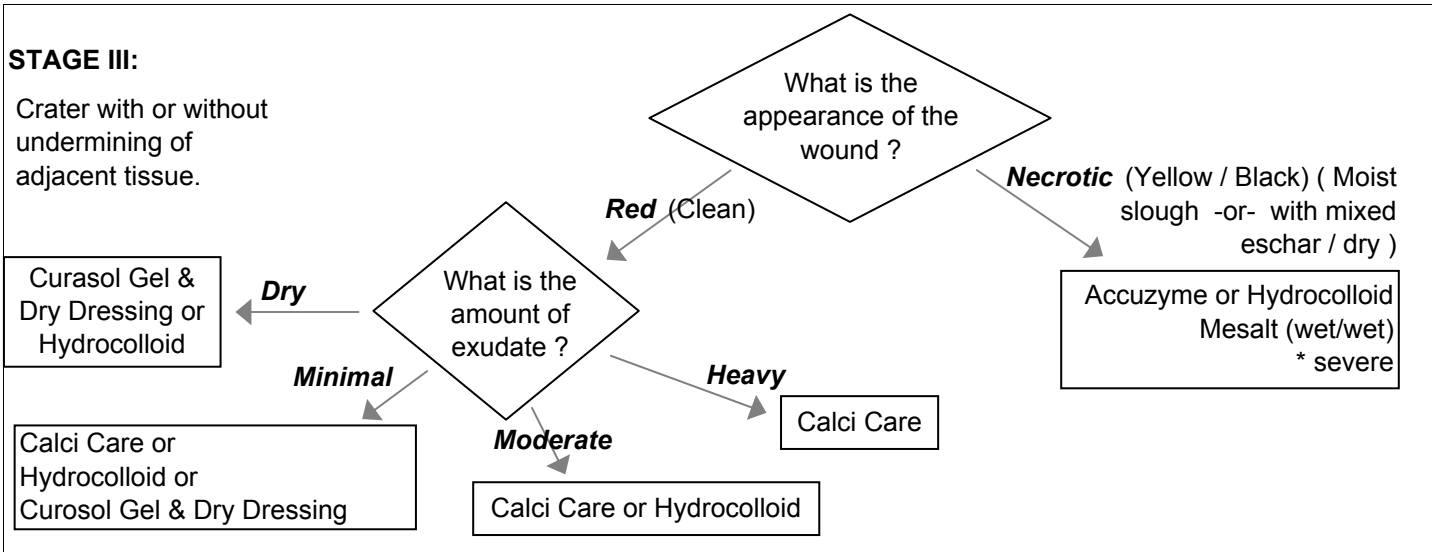 STAGE III:
Crater with or without
undermining of
adjacent tissue.
What is the
appearance of the
wound ?
Red (Clean)
Necrotic (Yellow / Black) ( Moist
slough -or- with mixed
eschar / dry )
Curasol Gel &
Dry Dressing or
Hydrocolloid
Dry
What is the
amount of
exudate ?
Accuzyme or Hydrocolloid
Mesalt (wet/wet)
* severe
Minimal
Heavy
Moderate
Calci Care
Calci Care or
Hydrocolloid or
Curosol Gel & Dry Dressing
Calci Care or Hydrocolloid